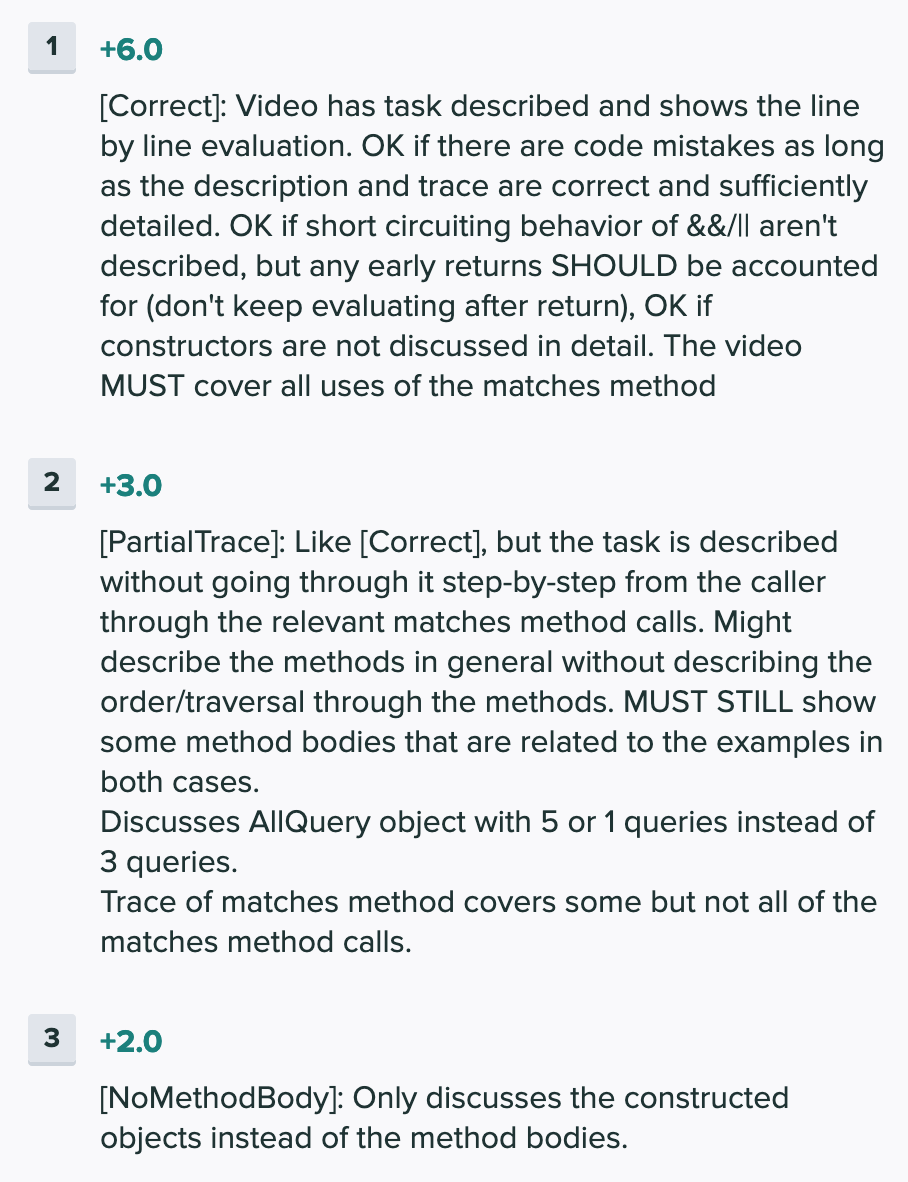 1
+6.0
[Correct]: Video has task described and shows the line
by line evaluation. OK if there are code mistakes as long
as the description and trace are correct and sufficiently
detailed. OK if short circuiting behavior of &&/|| aren't
described, but any early returns SHOULD be accounted
for (don't keep evaluating after return), OK if
constructors are not discussed in detail. The video
MUST cover all uses of the matches method
2
+3.0
[PartialTrace]: Like [Correct], but the task is described
without going through it step-by-step from the caller
through the relevant matches method calls. Might
describe the methods in general without describing the
order/traversal through the methods. MUST STILL show
some method bodies that are related to the examples in
both cases.
Discusses AllQuery object with 5 or 1 queries instead of
3 queries.
Trace of matches method covers some but not all of the
matches method calls.
3
+2.0
[NoMethodBody]: Only discusses the constructed
objects instead of the method bodies.